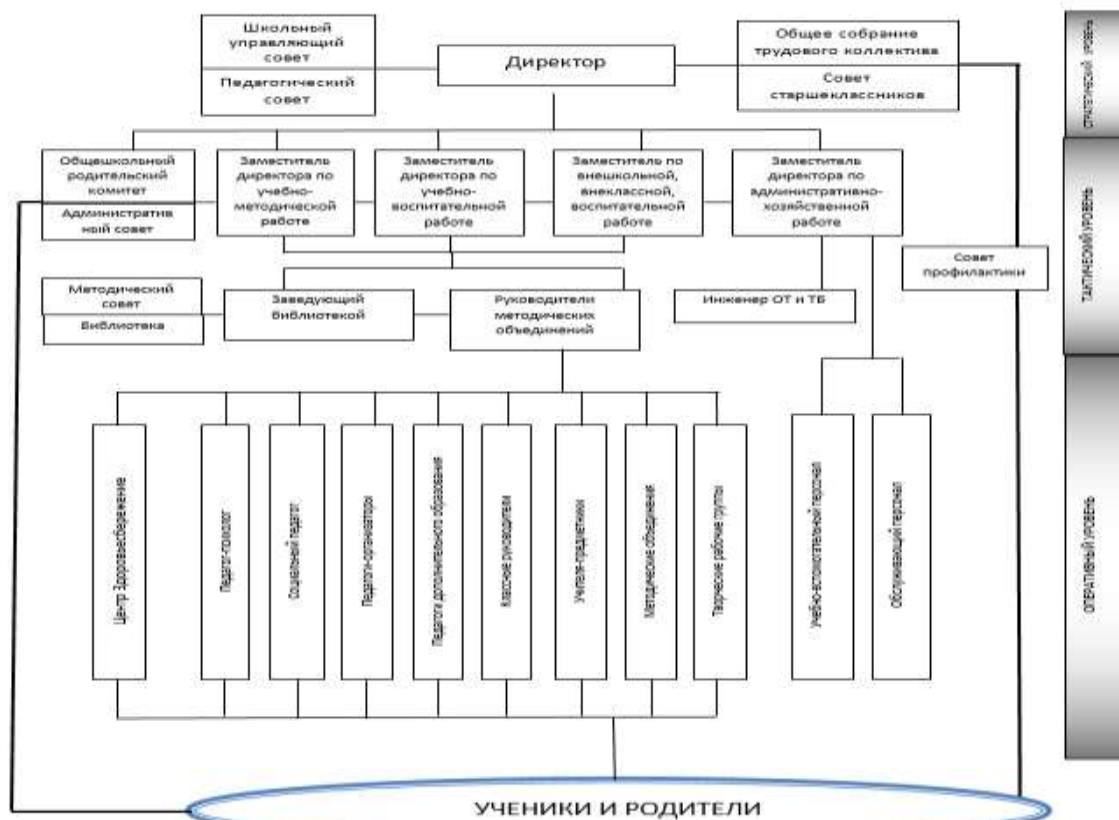 Школьный
управляющий
совет
Педагогический
совет
Директор
Общее собрание
трудового коллектива
Совет
старшеклассников
СТРАТЕГИЧЕСКИЙ УРОВЕНЬ
Общешкольный
родительский
комитет
Административ
ный совет
Заместитель
директора по
учебно-
методической
работе
Заместитель
директора по
учебно-
воспитательной
работе
Заместитель по
внешкольной,
внеклассной,
воспитательной
работе
Заместитель
директора по
административно-
хозяйственной
работе
Совет
профилактики
ТАКТИЧЕСКИЙ УРОВЕНЬ
Методический
совет
Библиотека
Заведующий
библиотекой
Руководители
методических
объединений
Инженер ОТ и ТБ
Центр Здоровьесбережение
Педагог-психолог
Социальный педагог
Педагоги-организаторы
Педагоги дополнительного образования
Классные руководители
Учителя-предметники
Методические объединения
Творческие рабочие группы
Учебно-вспомогательный персонал
Обслуживающий персонал
ОПЕРАТИВНЫЙ УРОВЕНЬ
УЧЕНИКИ И РОДИТЕЛИ